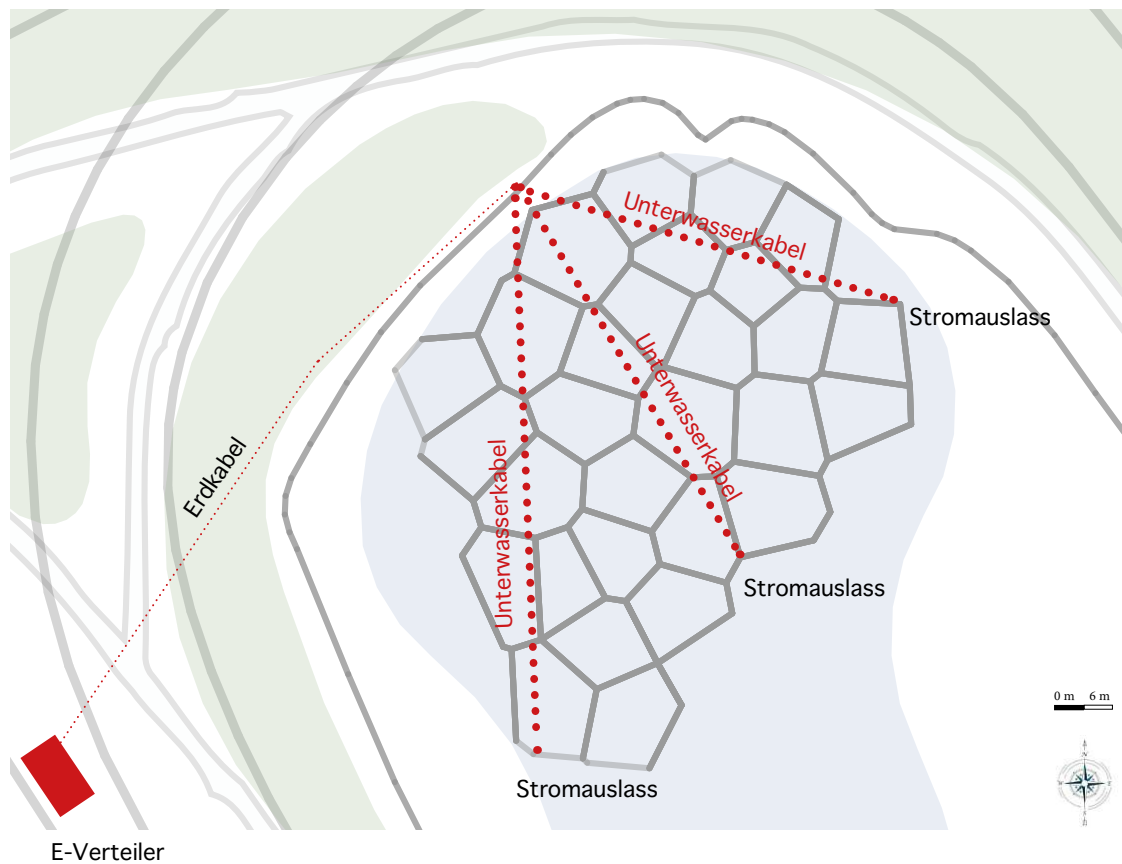 Unterwasserkabel
Stromauslass
Unterwasserkabel
Erdkabel
Unterwasserkabel
Stromauslass
0 m 6 m
N
Stromauslass
E-Verteiler